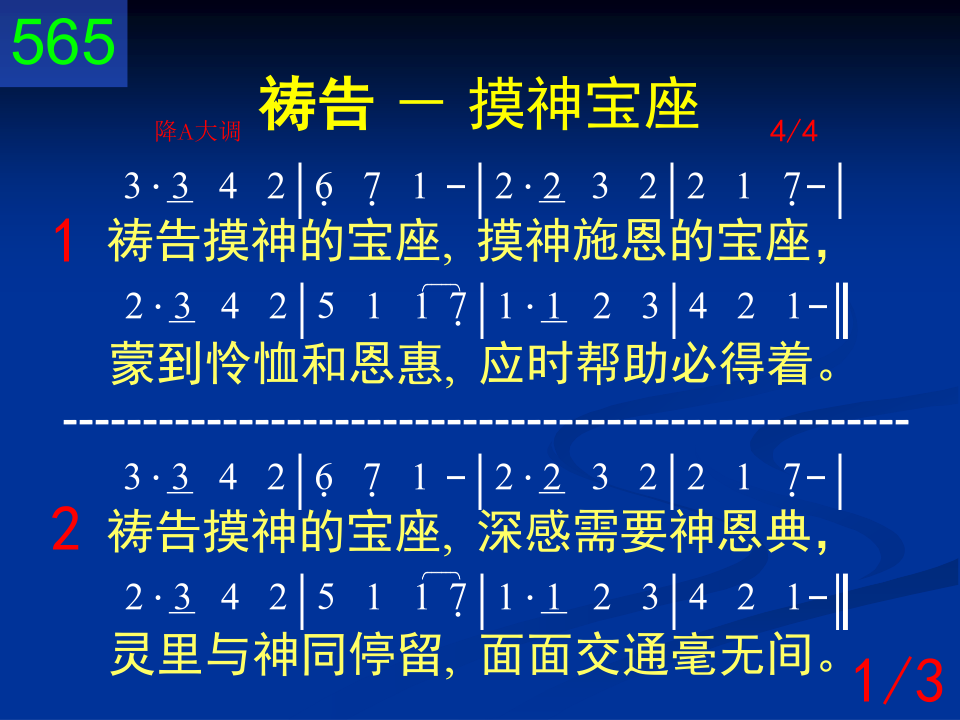 565
祷告 － 摸神宝座
降A大调 4/4
3 · 3 4 2 | 6̣ 7̣ 1 - | 2 · 2 3 2 | 2 1 7̣ - |
1 祷告摸神的宝座, 摸神施恩的宝座，
2 · 3 4 2 | 5 1 1 7̣ | 1 · 1 2 3 | 4 2 1 - ‖
蒙到怜恤和恩惠, 应时帮助必得着。
-----------------------------------------------------
3 · 3 4 2 | 6̣ 7̣ 1 - | 2 · 2 3 2 | 2 1 7̣ - |
2 祷告摸神的宝座, 深感需要神恩典，
2 · 3 4 2 | 5 1 1 7̣ | 1 · 1 2 3 | 4 2 1 - ‖
灵里与神同停留, 面面交通毫无间。
1/3